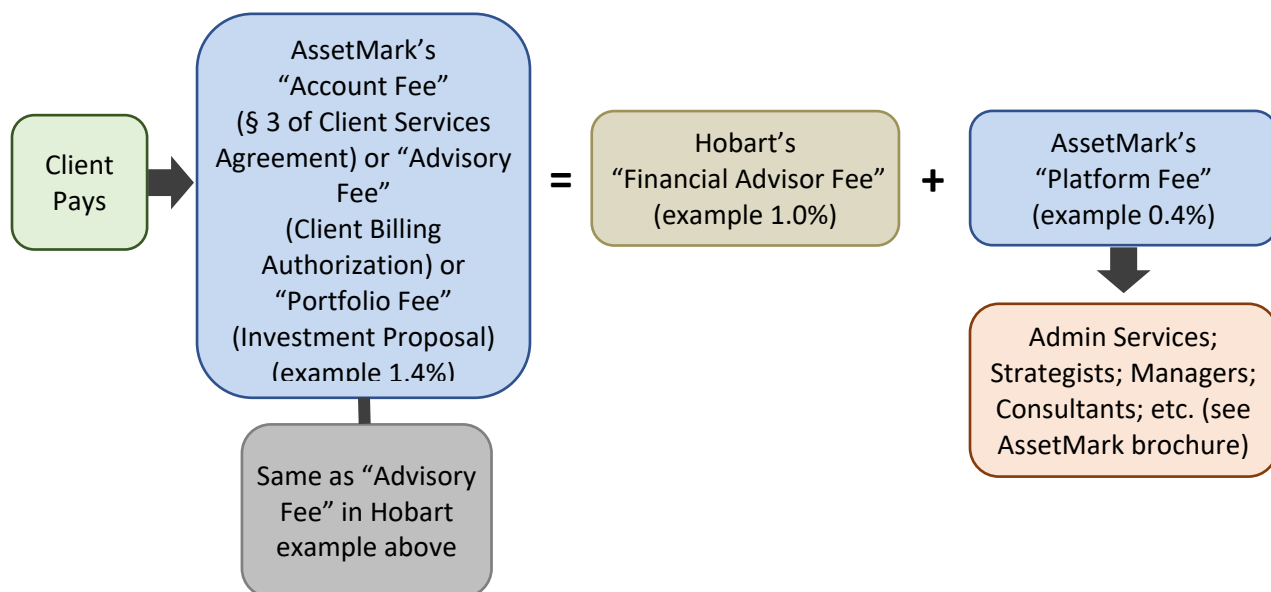 Client
Pays
AssetMark’s
“Account Fee”
(§ 3 of Client Services
Agreement) or “Advisory
Fee”
(Client Billing
Authorization) or
“Portfolio Fee”
(Investment Proposal)
(example 1.4%)
=
Hobart’s
“Financial Advisor Fee”
(example 1.0%)
+
AssetMark’s
“Platform Fee”
(example 0.4%)
Admin Services;
Strategists; Managers;
Consultants; etc. (see
AssetMark brochure)
Same as “Advisory
Fee” in Hobart
example above